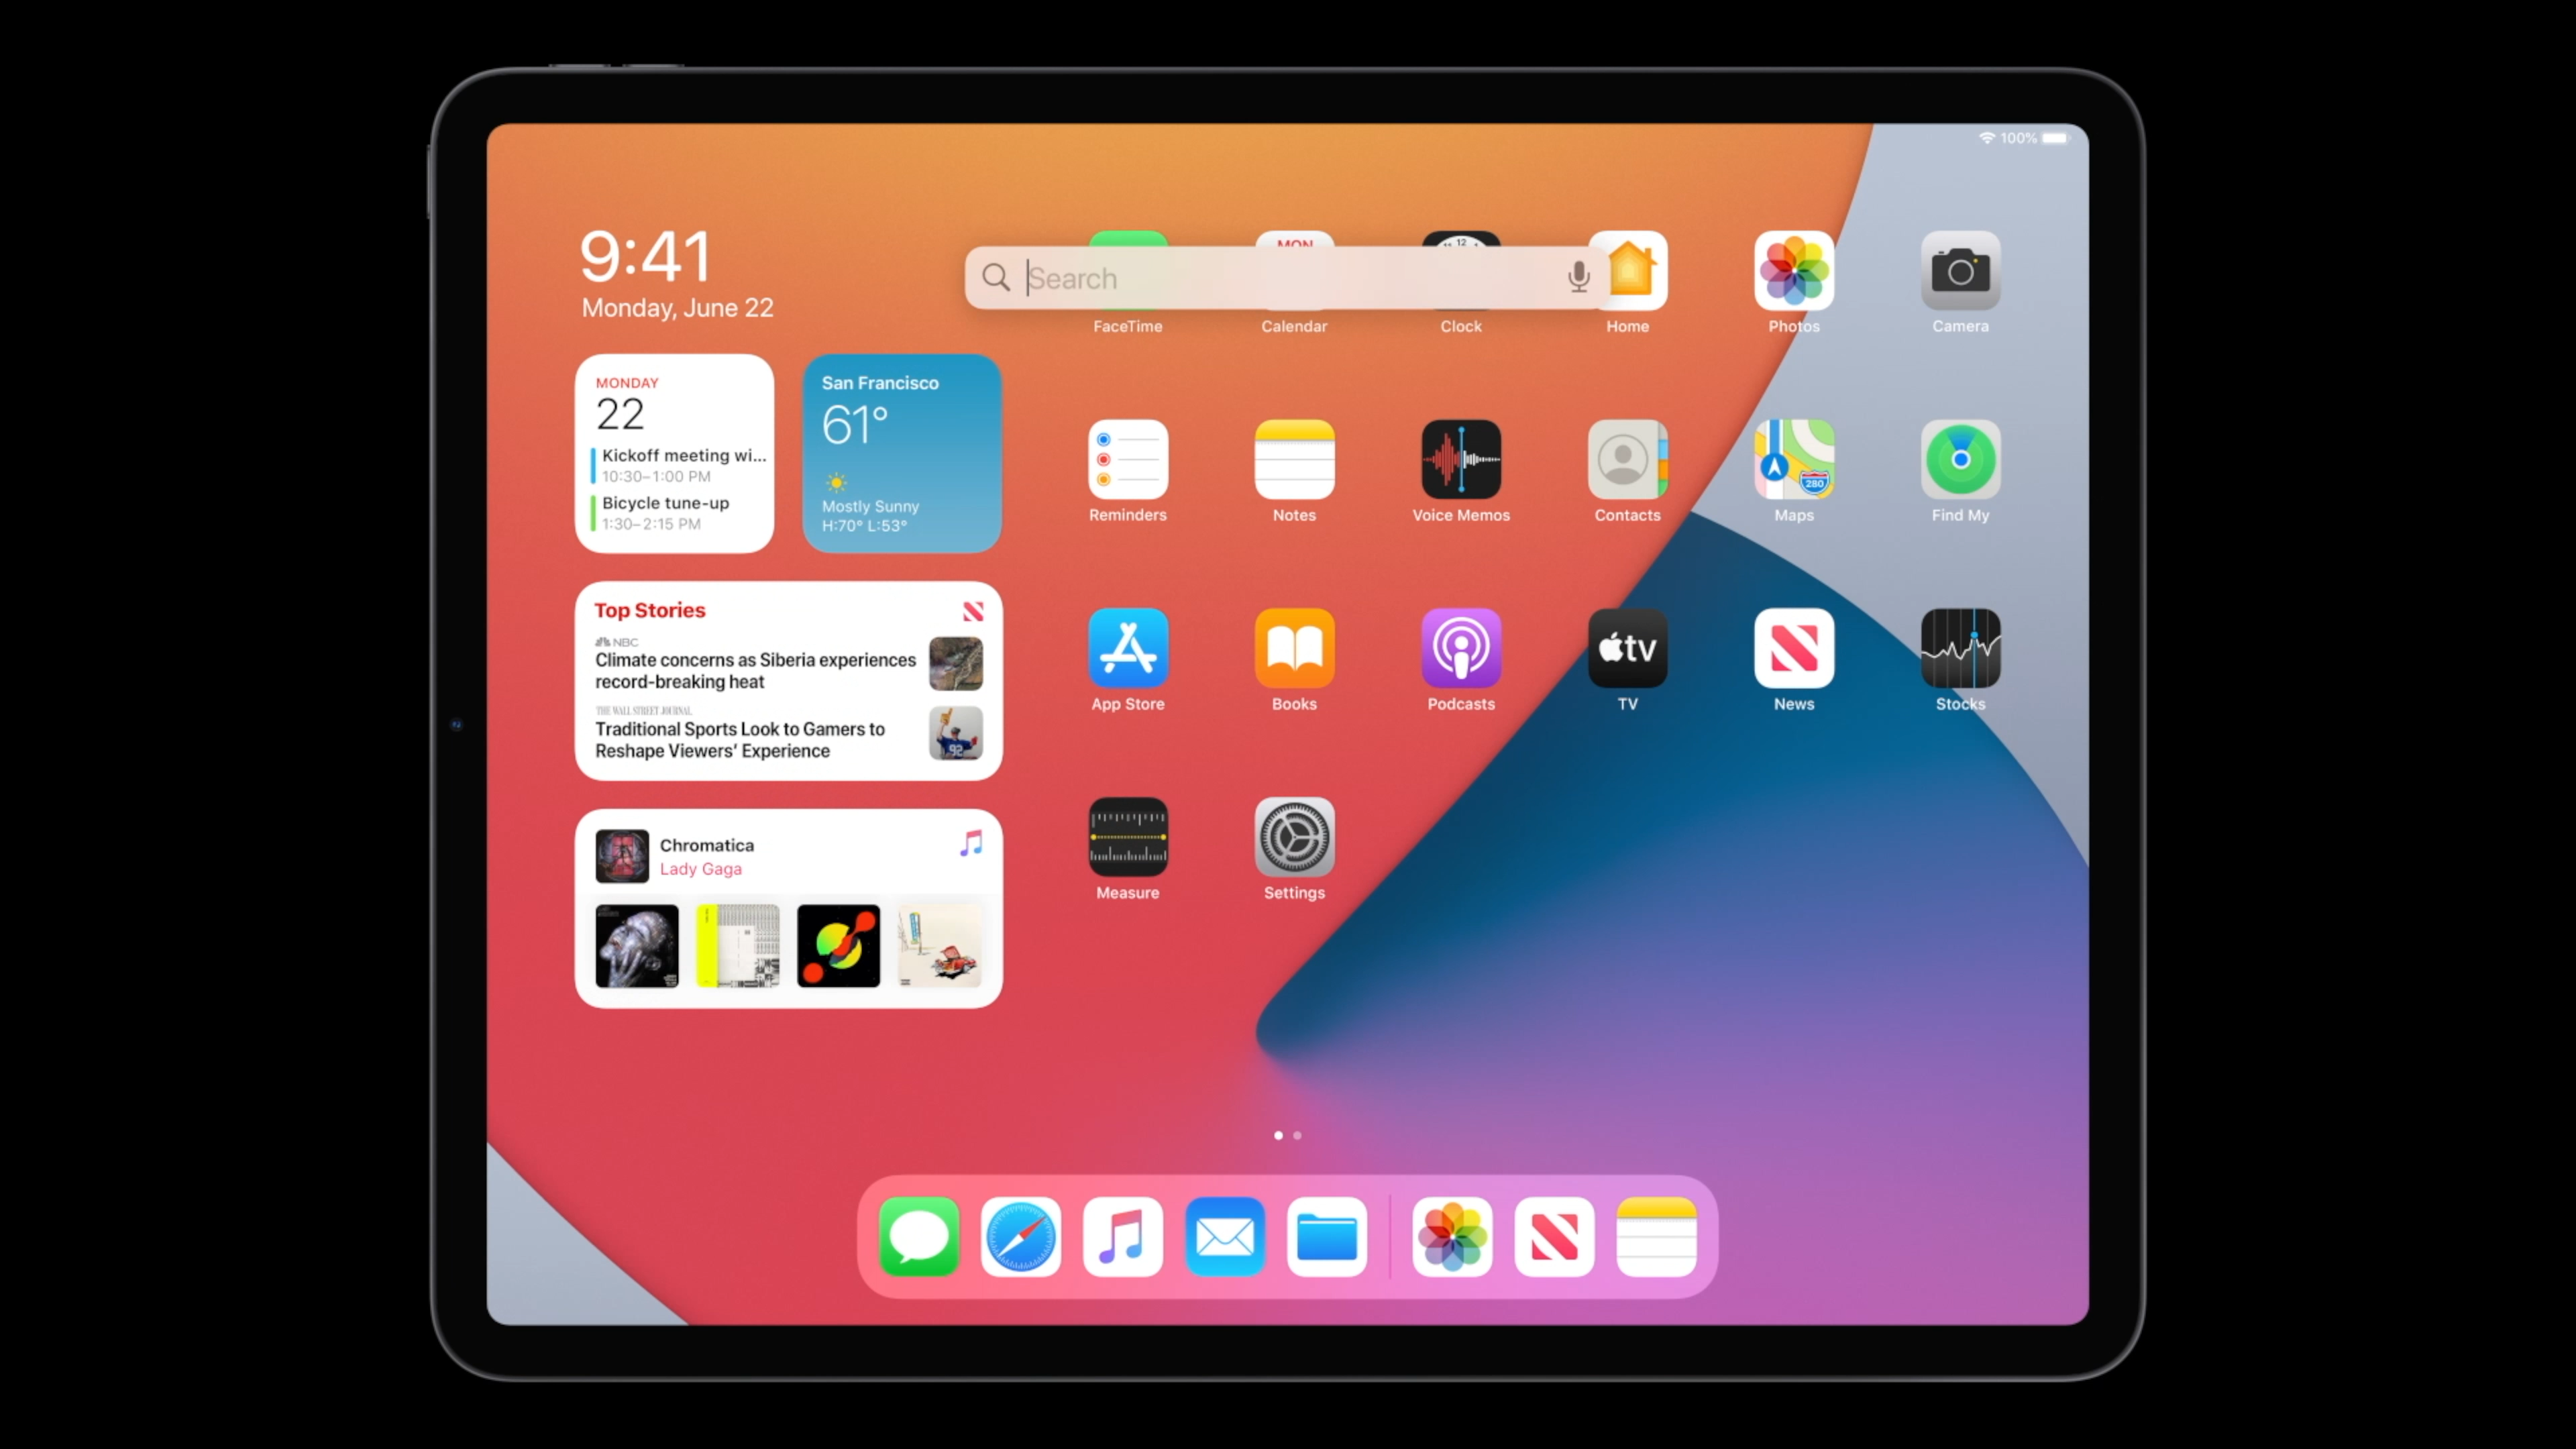 100%
9:41
Monday, June 22
MONDAY
22
Kickoff meeting wi...
10:30–1:00 PM
Bicycle tune-up
1:30–2:15 PM
San Francisco
61°
Mostly Sunny
H:70° L:53°
Top Stories
NBC
Climate concerns as Siberia experiences
record-breaking heat
THE WALL STREET JOURNAL
Traditional Sports Look to Gamers to
Reshape Viewers' Experience
92
Chromatica
Lady Gaga
Search
MON
12
FaceTime
Calendar
Clock
Home
Photos
Camera
280
Reminders
Notes
Voice Memos
Contacts
Maps
Find My
tv
App Store
Books
Podcasts
TV
News
Stocks
Measure
Settings